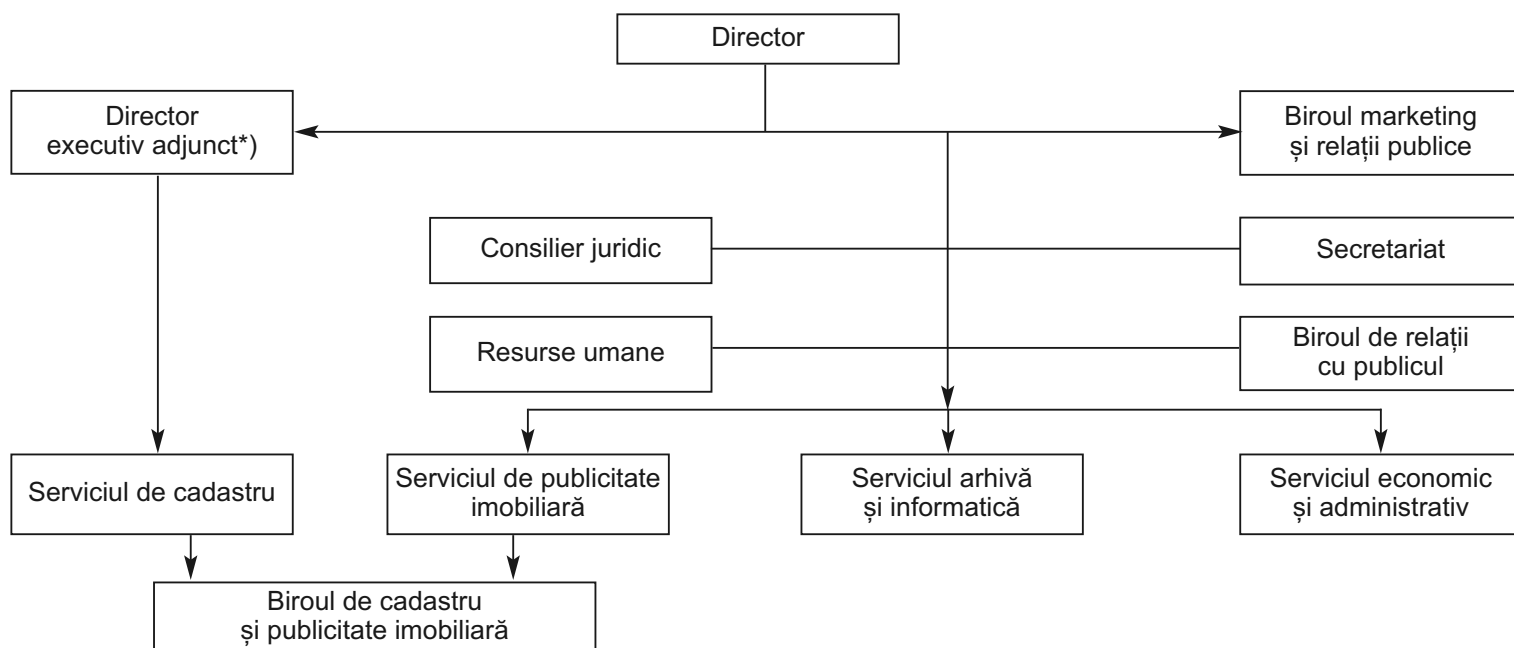 Director
Director
executiv adjunct*)
Biroul marketing
și relații publice
Consilier juridic
Secretariat
Resurse umane
Biroul de relații
cu publicul
Serviciul de cadastru
Serviciul de publicitate
imobiliară
Serviciul arhivă
și informatică
Serviciul economic
și administrativ
Biroul de cadastru
și publicitate imobiliară